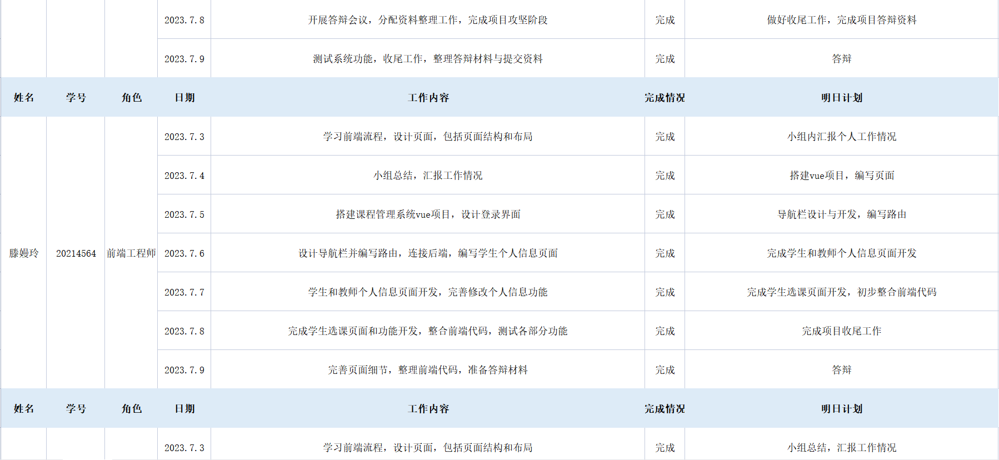 2023.7.8 开展答辩会议，分配资料整理工作，完成项目攻坚阶段 完成 做好收尾工作，完成项目答辩资料
2023.7.9 测试系统功能，收尾工作，整理答辩材料与提交资料 完成 答辩
姓名 学号 角色 日期 工作内容 完成情况 明日计划
2023.7.3 学习前端流程，设计页面，包括页面结构和布局 完成 小组内汇报个人工作情况
2023.7.4 小组总结，汇报工作情况 完成 搭建vue项目，编写页面
2023.7.5 搭建课程管理系统vue项目，设计登录界面 完成 导航栏设计与开发，编写路由
滕嫚玲 20214564 前端工程师 2023.7.6 设计导航栏并编写路由，连接后端，编写学生个人信息页面 完成 完成学生和教师个人信息页面开发
2023.7.7 学生和教师个人信息页面开发，完善修改个人信息功能 完成 完成学生选课页面开发，初步整合前端代码
2023.7.8 完成学生选课页面和功能开发，整合前端代码，测试各部分功能 完成 完成项目收尾工作
2023.7.9 完善页面细节，整理前端代码，准备答辩材料 完成 答辩
姓名 学号 角色 日期 工作内容 完成情况 明日计划
2023.7.3 学习前端流程，设计页面，包括页面结构和布局 完成 小组总结，汇报工作情况